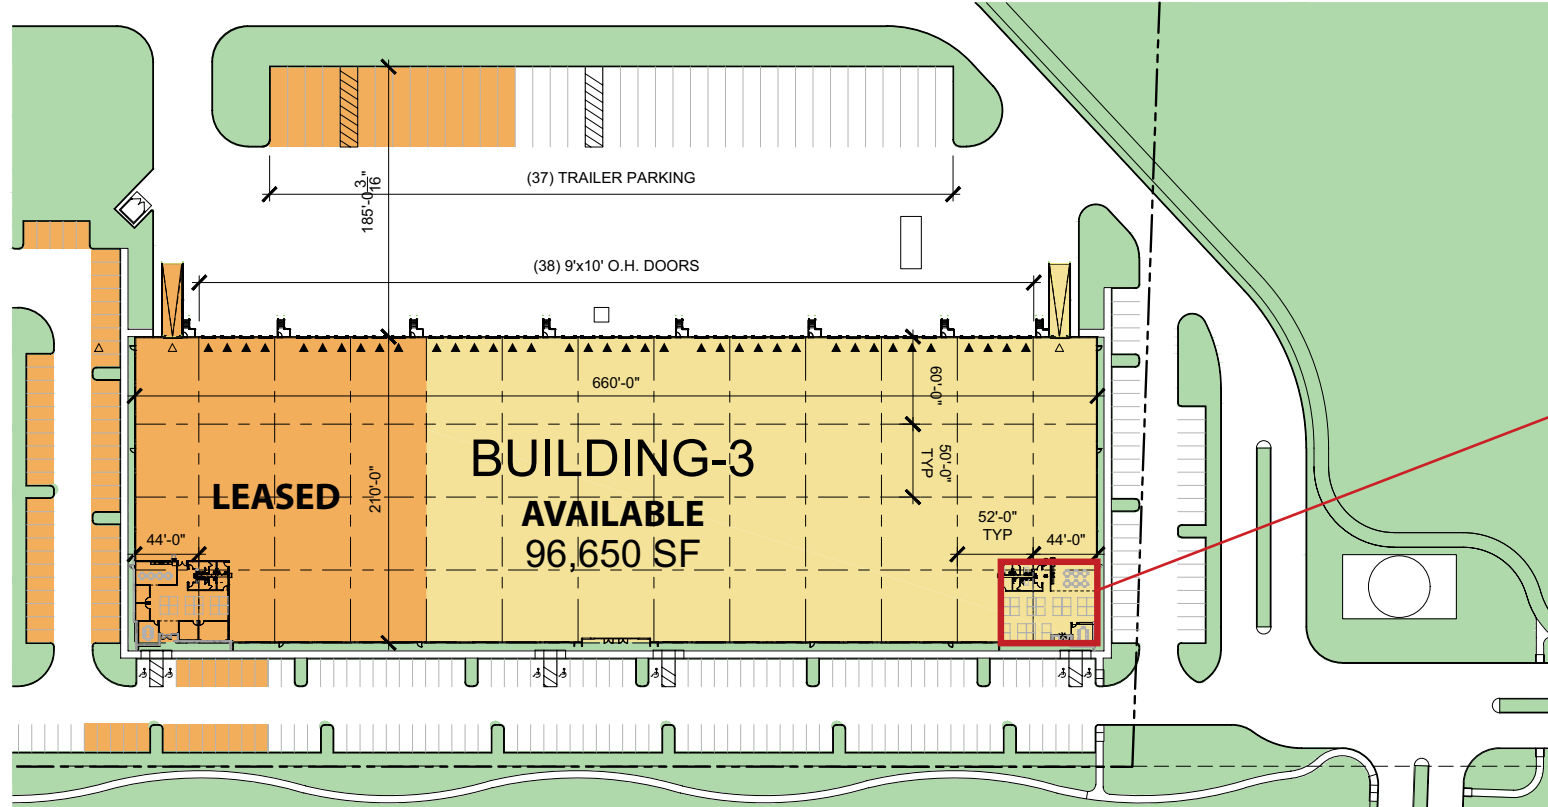 (37) TRAILER PARKING
185'-0 3/16"
(38) 9'x10' O.H. DOORS
660'-0"
60'-0"
BUILDING-3
50'-0"
TYP
LEASED
210'-0"
AVAILABLE
96,650 SF
52'-0"
TYP
44'-0"
44'-0"